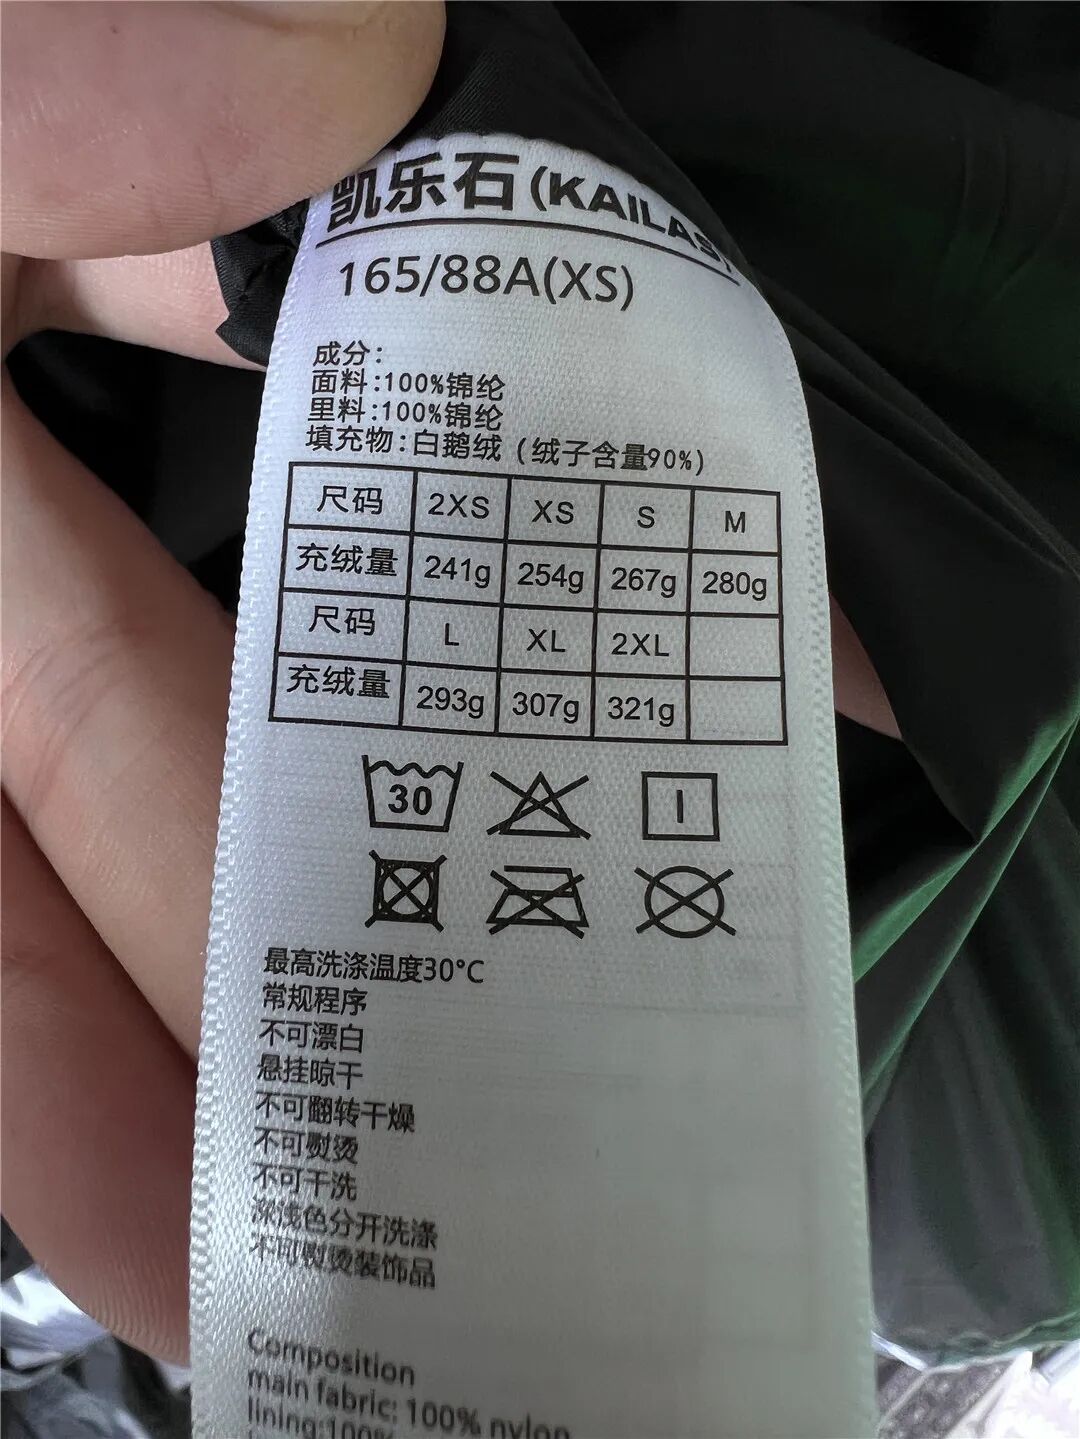 凯乐石(KAILAS)
165/88A(XS)
成分:
面料:100%锦纶
里料:100%锦纶
填充物:白鹅绒(绒子含量90%)
尺码 2XS XS S M
充绒量 241g 254g 267g 280g
尺码 L XL 2XL
充绒量 293g 307g 321g
30
最高洗涤温度30°C
常规程序
不可漂白
悬挂晾干
不可翻转干燥
不可熨烫
不可干洗
深浅色分开洗涤
不可熨烫装饰品
Composition
main fabric: 100% nylon
lining:100%